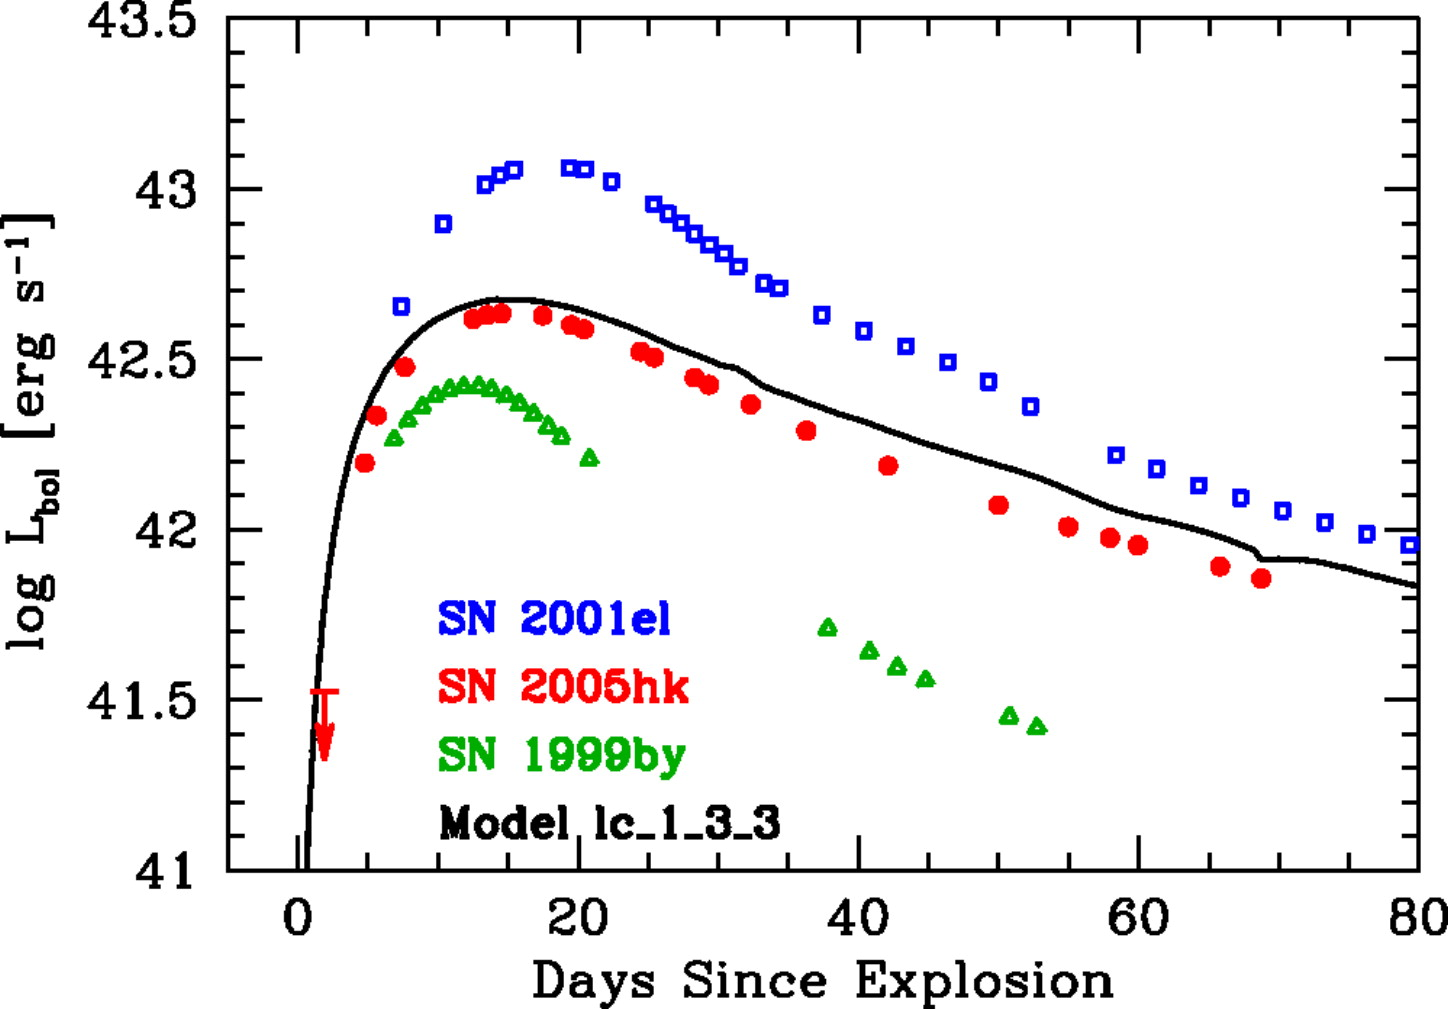 43.5
43
42.5
42
41.5
41
log L_bol [erg s⁻¹]
SN 2001el
SN 2005hk
SN 1999by
Model lc_1_3_3
0 20 40 60 80
Days Since Explosion